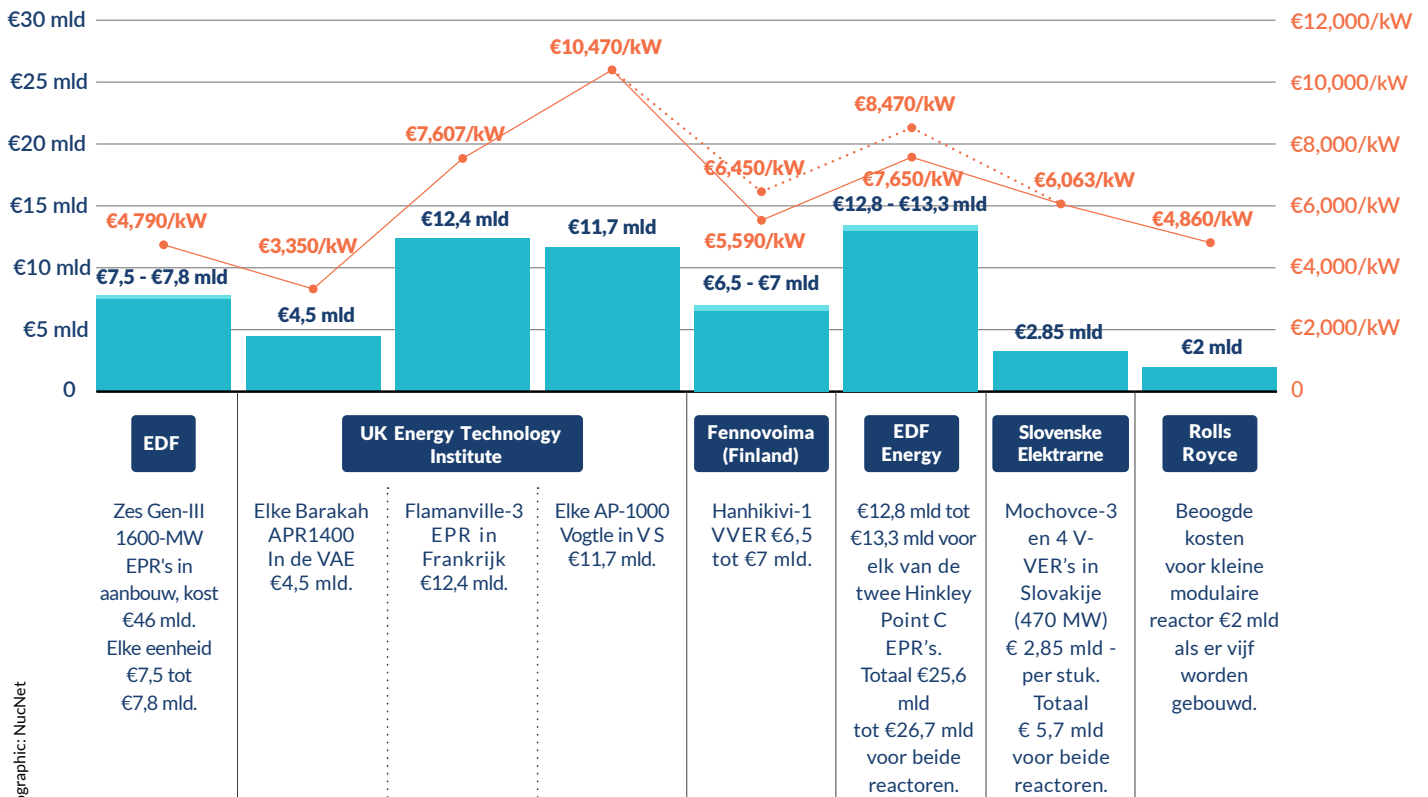 €30 mld
€25 mld
€20 mld
€15 mld
€10 mld
€5 mld
0
€12,000/kW
€10,000/kW
€8,000/kW
€6,000/kW
€4,000/kW
€2,000/kW
0
€4,790/kW
€3,350/kW
€7,607/kW
€10,470/kW
€6,450/kW
€5,590/kW
€8,470/kW
€7,650/kW
€6,063/kW
€4,860/kW
€7,5 - €7,8 mld
€4,5 mld
€12,4 mld
€11,7 mld
€6,5 - €7 mld
€12,8 - €13,3 mld
€2.85 mld
€2 mld
EDF
Zes Gen-III
1600-MW
EPR's in
aanbouw, kost
€46 mld.
Elke eenheid
€7,5 tot
€7,8 mld.
UK Energy Technology
Institute
Elke Barakah
APR1400
In de VAE
€4,5 mld.
Flamanville-3
EPR in
Frankrijk
€12,4 mld.
Elke AP-1000
Vogtle in V S
€11,7 mld.
Fennovoima
(Finland)
Hanhikivi-1
VVER €6,5
tot €7 mld.
EDF
Energy
€12,8 mld tot
€13,3 mld voor
elk van de
twee Hinkley
Point C
EPR’s.
Totaal €25,6
mld
tot €26,7 mld
voor beide
reactoren.
Slovenske
Elektrarne
Mochovce-3
en 4 V-
VER’s in
Slovakije
(470 MW)
€ 2,85 mld -
per stuk.
Totaal
€ 5,7 mld
voor beide
reactoren.
Rolls
Royce
Beoogde
kosten
voor kleine
modulaire
reactor €2 mld
als er vijf
worden
gebouwd.
ographic: NucNet